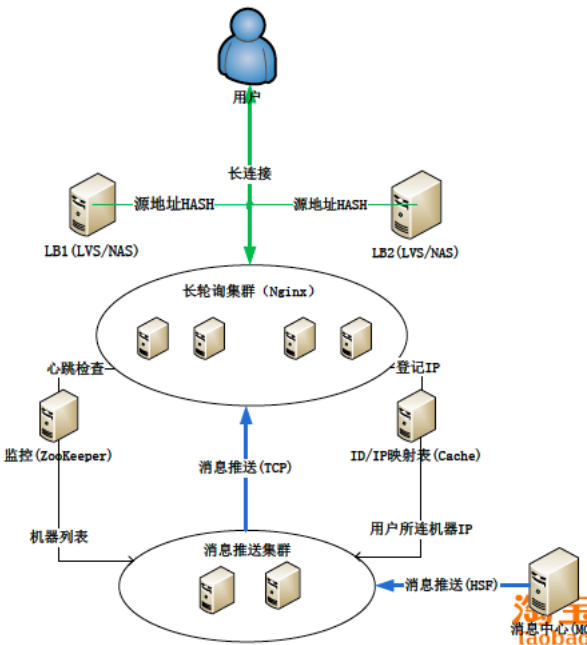 用户
长连接
源地址HASH
源地址HASH
LB1(LVS/NAS)
LB2(LVS/NAS)
长轮询集群（Nginx）
心跳检查
登记IP
监控(ZooKeeper)
消息推送(TCP)
ID/IP映射表(Cache)
机器列表
用户所连机器IP
消息推送集群
消息推送(HSF)
淘宝
消息中心(MQ
taobao